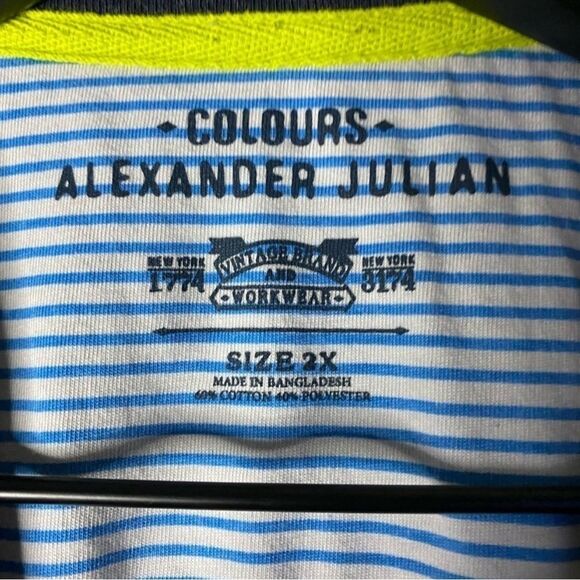 COLOURS
ALEXANDER JULIAN
NEW YORK VINTAGE BRAND NEW YORK
1774 AND 3174
WORKWEAR
SIZE 2X
MADE IN BANGLADESH
60% COTTON 40% POLYESTER